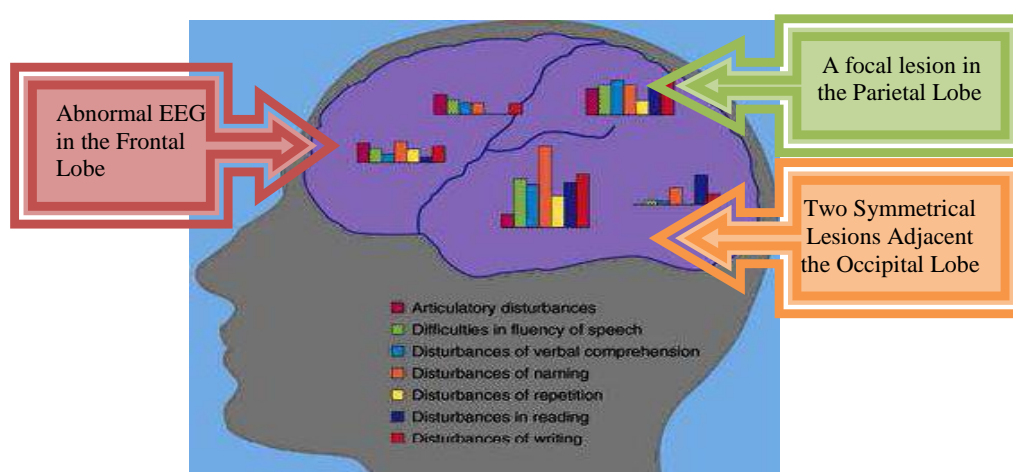 Abnormal EEG
in the Frontal
Lobe
A focal lesion in
the Parietal Lobe
Two Symmetrical
Lesions Adjacent
the Occipital Lobe
Articulatory disturbances
Difficulties in fluency of speech
Disturbances of verbal comprehension
Disturbances of naming
Disturbances of repetition
Disturbances in reading
Disturbances of writing